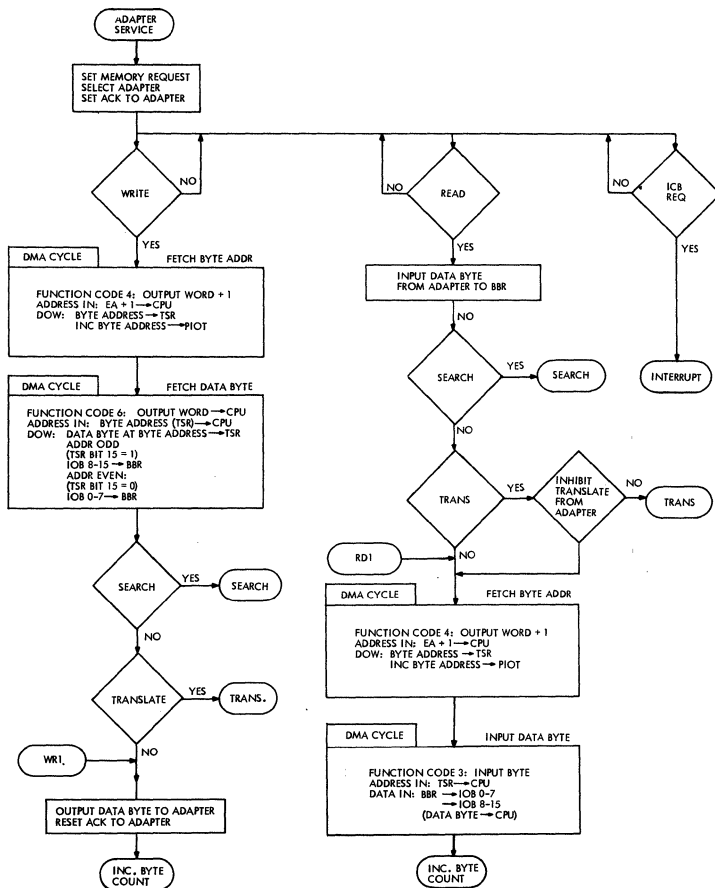 ADAPTER
SERVICE
SET MEMORY REQUEST
SELECT ADAPTER
SET ACK TO ADAPTER
WRITE
NO
YES
DMA CYCLE
FETCH BYTE ADDR
FUNCTION CODE 4: OUTPUT WORD + 1
ADDRESS IN: EA + 1→CPU
DOW: BYTE ADDRESS→TSR
INC BYTE ADDRESS→PIOT
DMA CYCLE
FETCH DATA BYTE
FUNCTION CODE 6: OUTPUT WORD→CPU
ADDRESS IN: BYTE ADDRESS (TSR)→CPU
DOW: DATA BYTE AT BYTE ADDRESS→TSR
ADDR ODD
(TSR BIT 15 = 1)
IOB 8-15→BBR
ADDR EVEN:
(TSR BIT 15 = 0)
IOB 0-7→BBR
SEARCH
YES
SEARCH
NO
TRANSLATE
YES
TRANS.
WR1.
NO
OUTPUT DATA BYTE TO ADAPTER
RESET ACK TO ADAPTER
INC. BYTE
COUNT
NO
READ
YES
INPUT DATA BYTE
FROM ADAPTER TO BBR
NO
SEARCH
YES
SEARCH
NO
TRANS
YES
INHIBIT
TRANSLATE
FROM
ADAPTER
NO
TRANS
RD1
NO
DMA CYCLE
FETCH BYTE ADDR
FUNCTION CODE 4: OUTPUT WORD + 1
ADDRESS IN: EA + 1→CPU
DOW: BYTE ADDRESS→TSR
INC BYTE ADDRESS→PIOT
DMA CYCLE
INPUT DATA BYTE
FUNCTION CODE 3: INPUT BYTE
ADDRESS IN: TSR→CPU
DATA IN: BBR→IOB 0-7
→IOB 8-15
(DATA BYTE→CPU)
INC. BYTE
COUNT
NO
ICB
REQ
YES
INTERRUPT